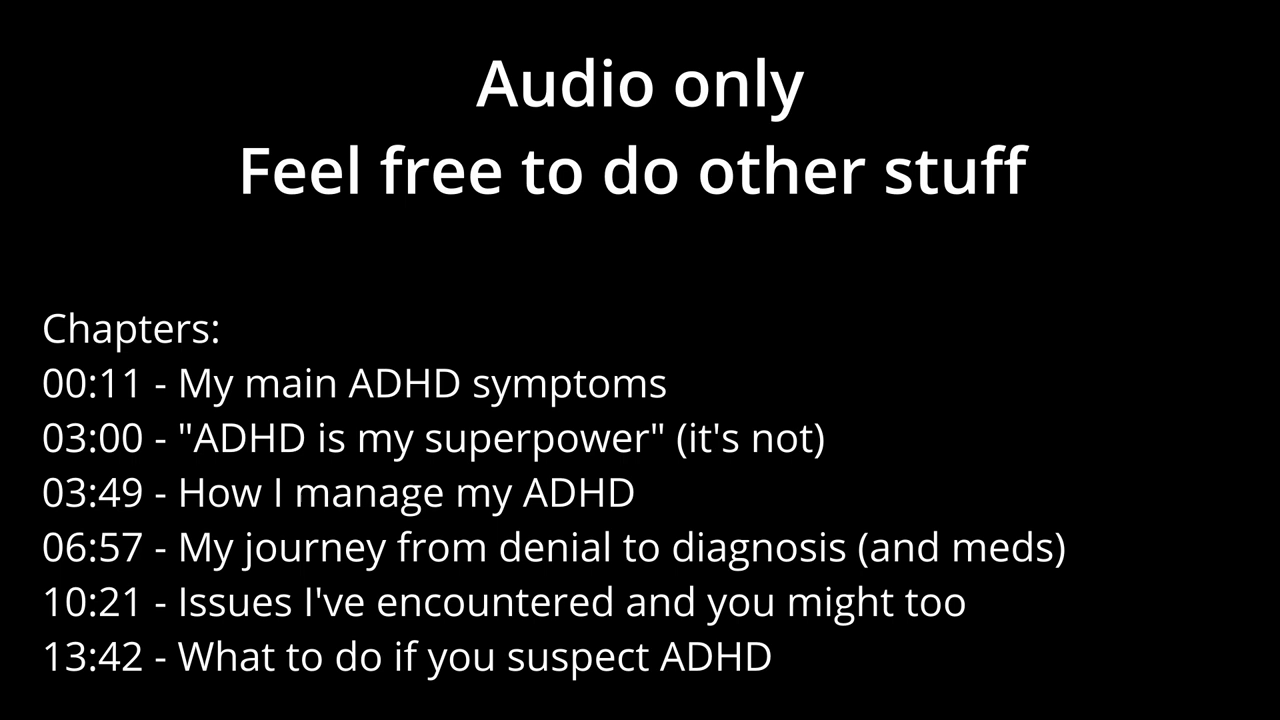 Audio only
Feel free to do other stuff
Chapters:
00:11 - My main ADHD symptoms
03:00 - "ADHD is my superpower" (it's not)
03:49 - How I manage my ADHD
06:57 - My journey from denial to diagnosis (and meds)
10:21 - Issues I've encountered and you might too
13:42 - What to do if you suspect ADHD